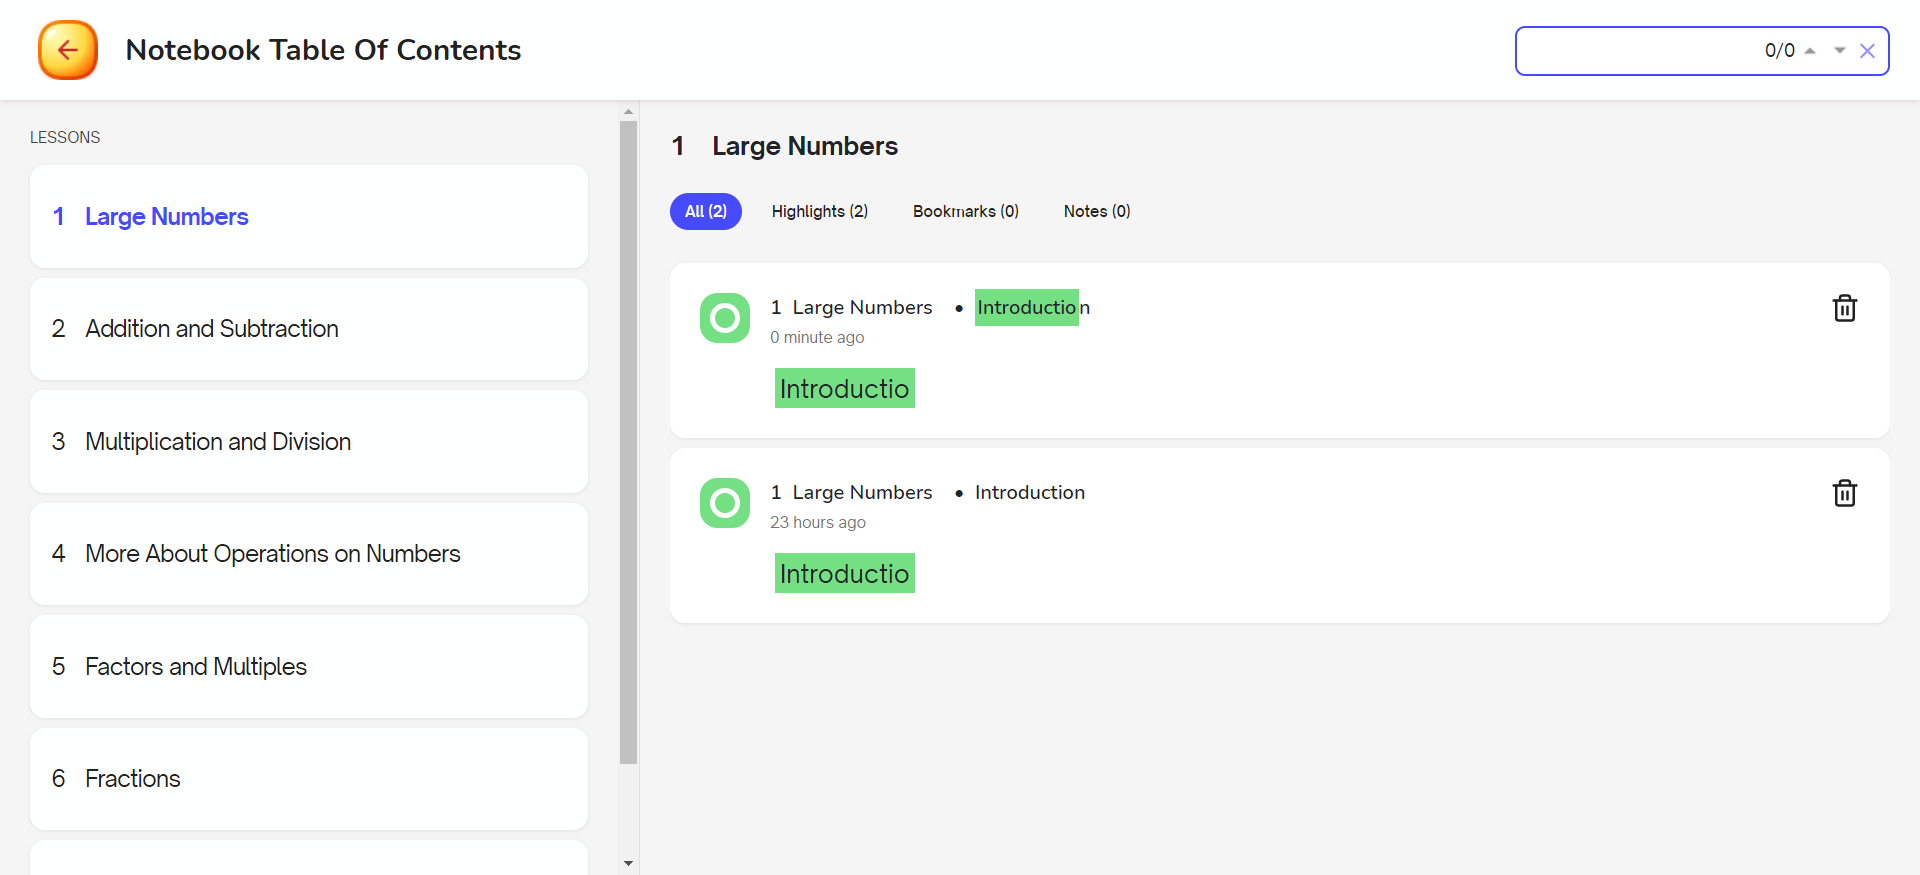 Notebook Table Of Contents
0/0
LESSONS
1 Large Numbers
2 Addition and Subtraction
3 Multiplication and Division
4 More About Operations on Numbers
5 Factors and Multiples
6 Fractions
1 Large Numbers
All (2) Highlights (2) Bookmarks (0) Notes (0)
1 Large Numbers • Introduction
0 minute ago
Introductio
1 Large Numbers • Introduction
23 hours ago
Introductio